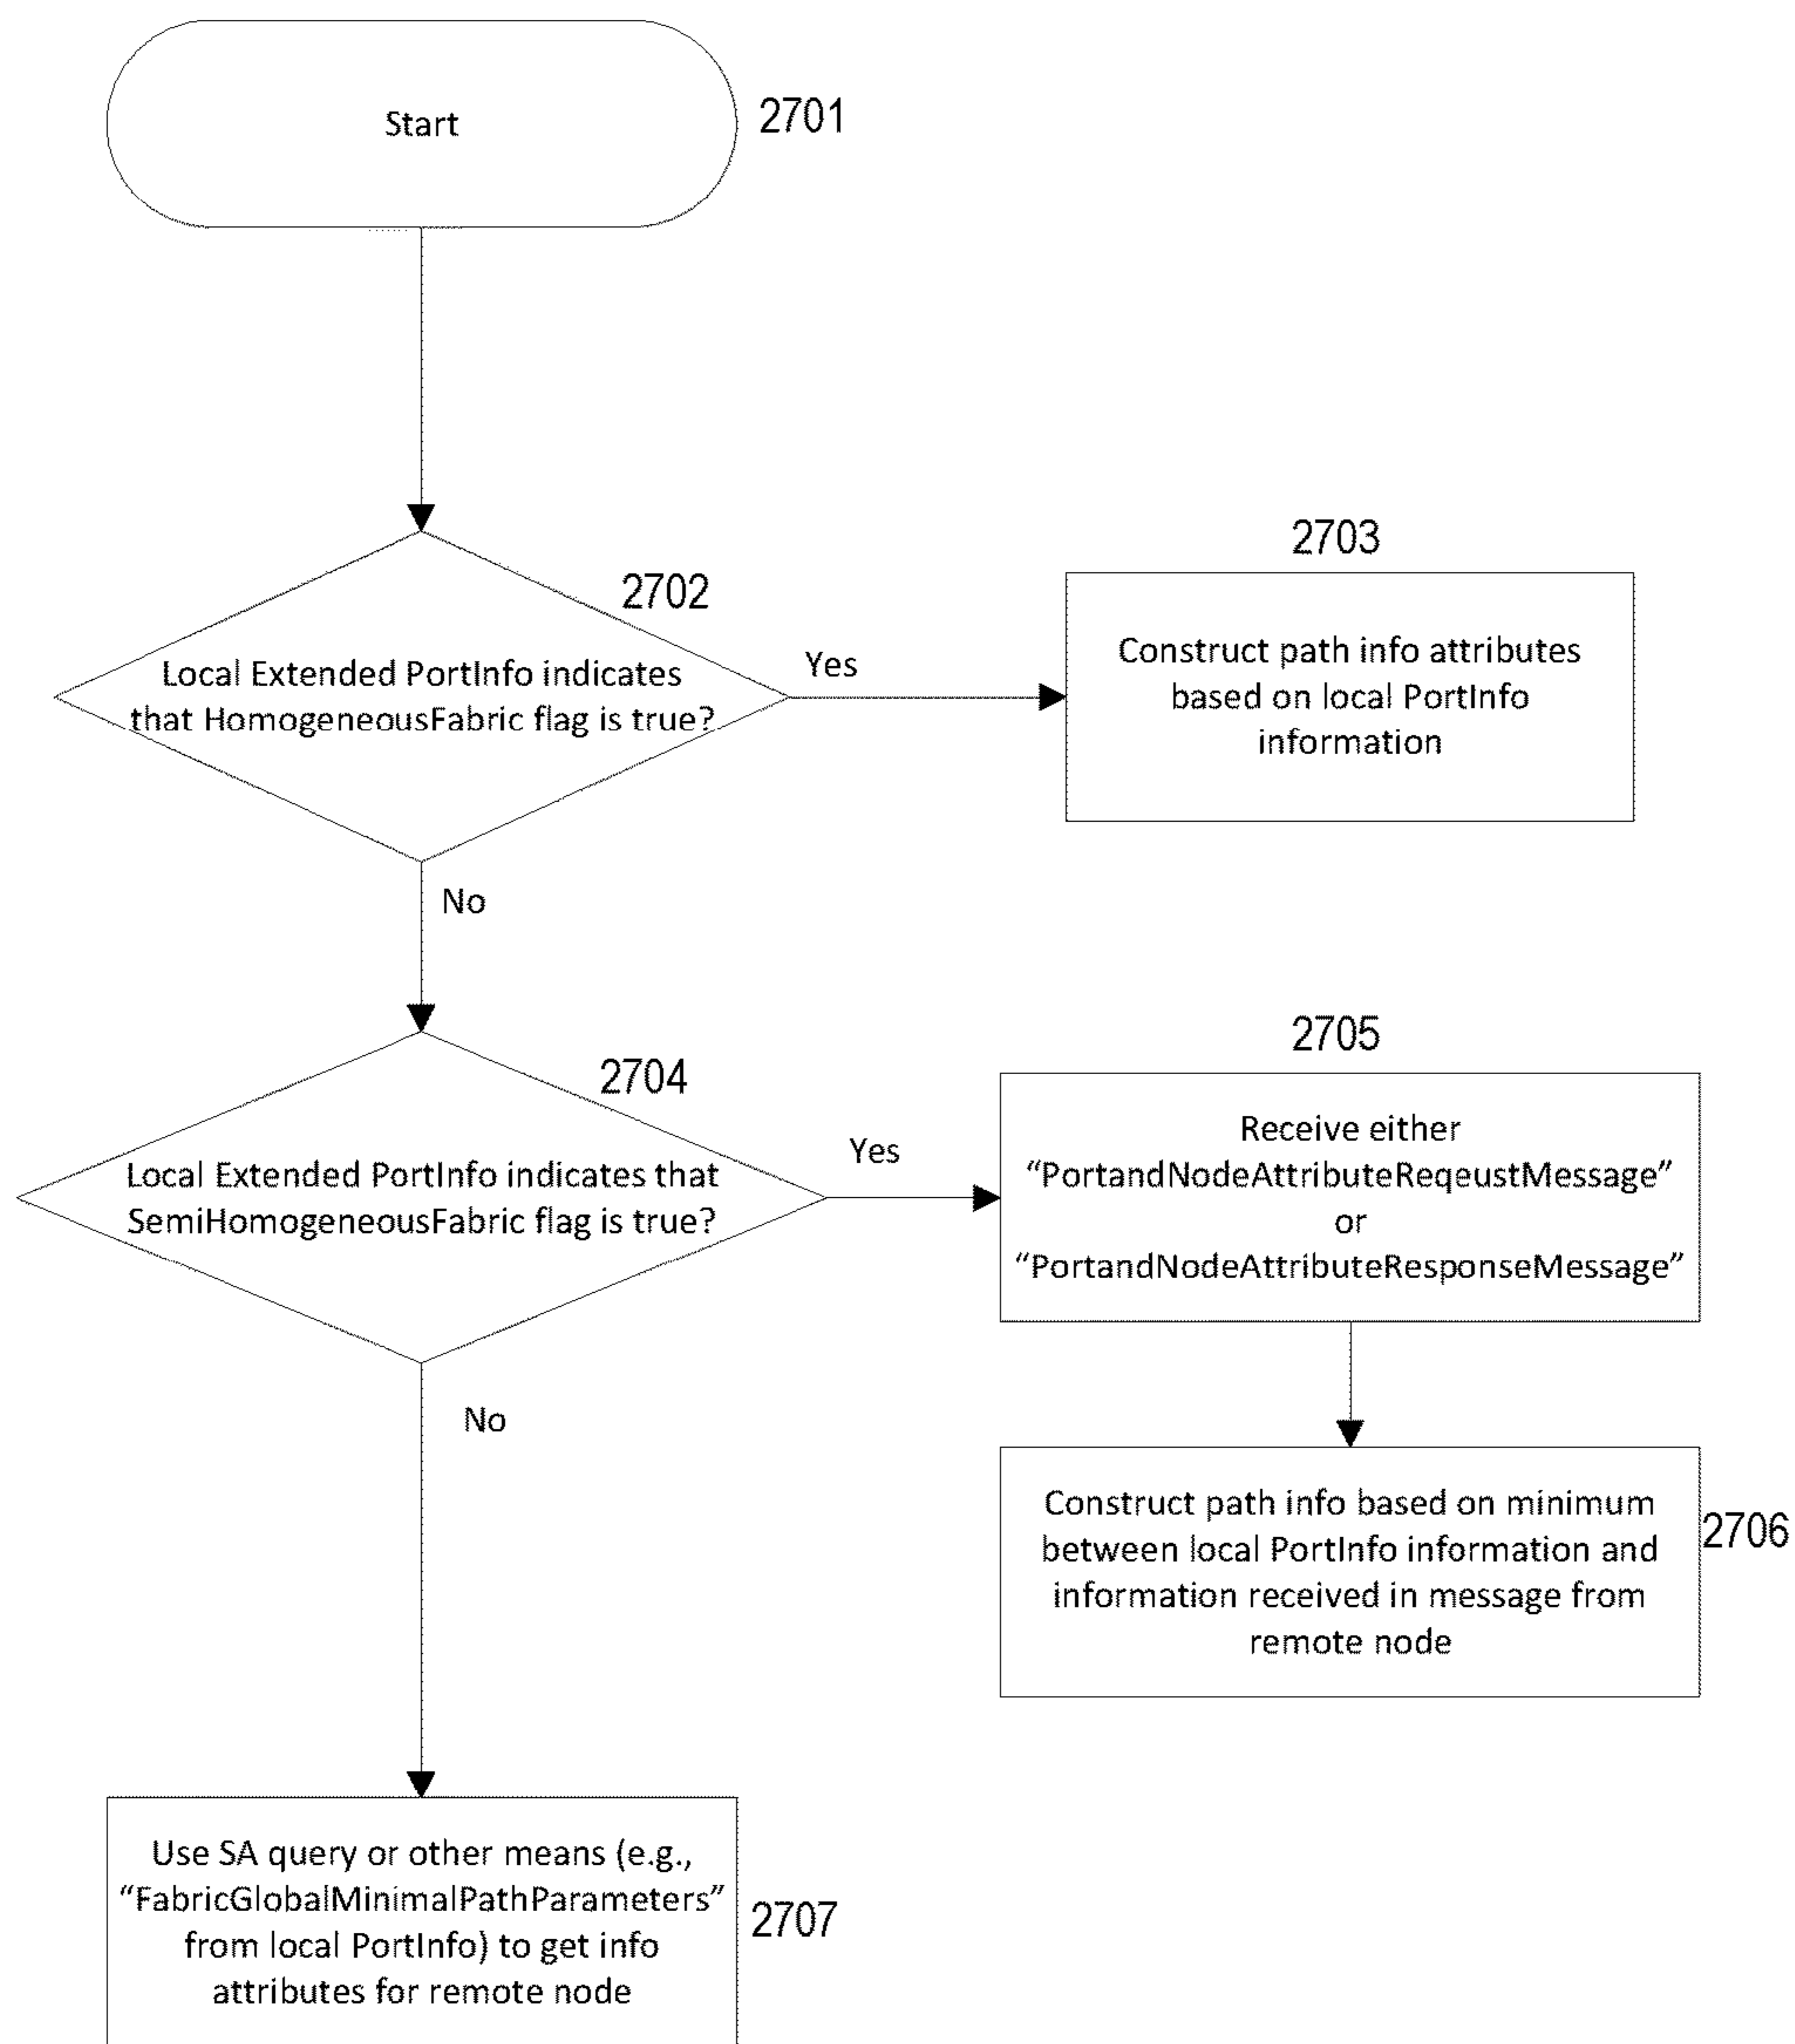 Start
2701
2702
Local Extended PortInfo indicates
that HomogeneousFabric flag is true?
Yes
2703
Construct path info attributes
based on local PortInfo
information
No
2704
Local Extended PortInfo indicates that
SemiHomogeneousFabric flag is true?
Yes
2705
Receive either
“PortandNodeAttributeReqeustMessage”
or
“PortandNodeAttributeResponseMessage”
No
Construct path info based on minimum
between local PortInfo information and
information received in message from
remote node
2706
Use SA query or other means (e.g.,
“FabricGlobalMinimalPathParameters”
from local PortInfo) to get info
attributes for remote node
2707